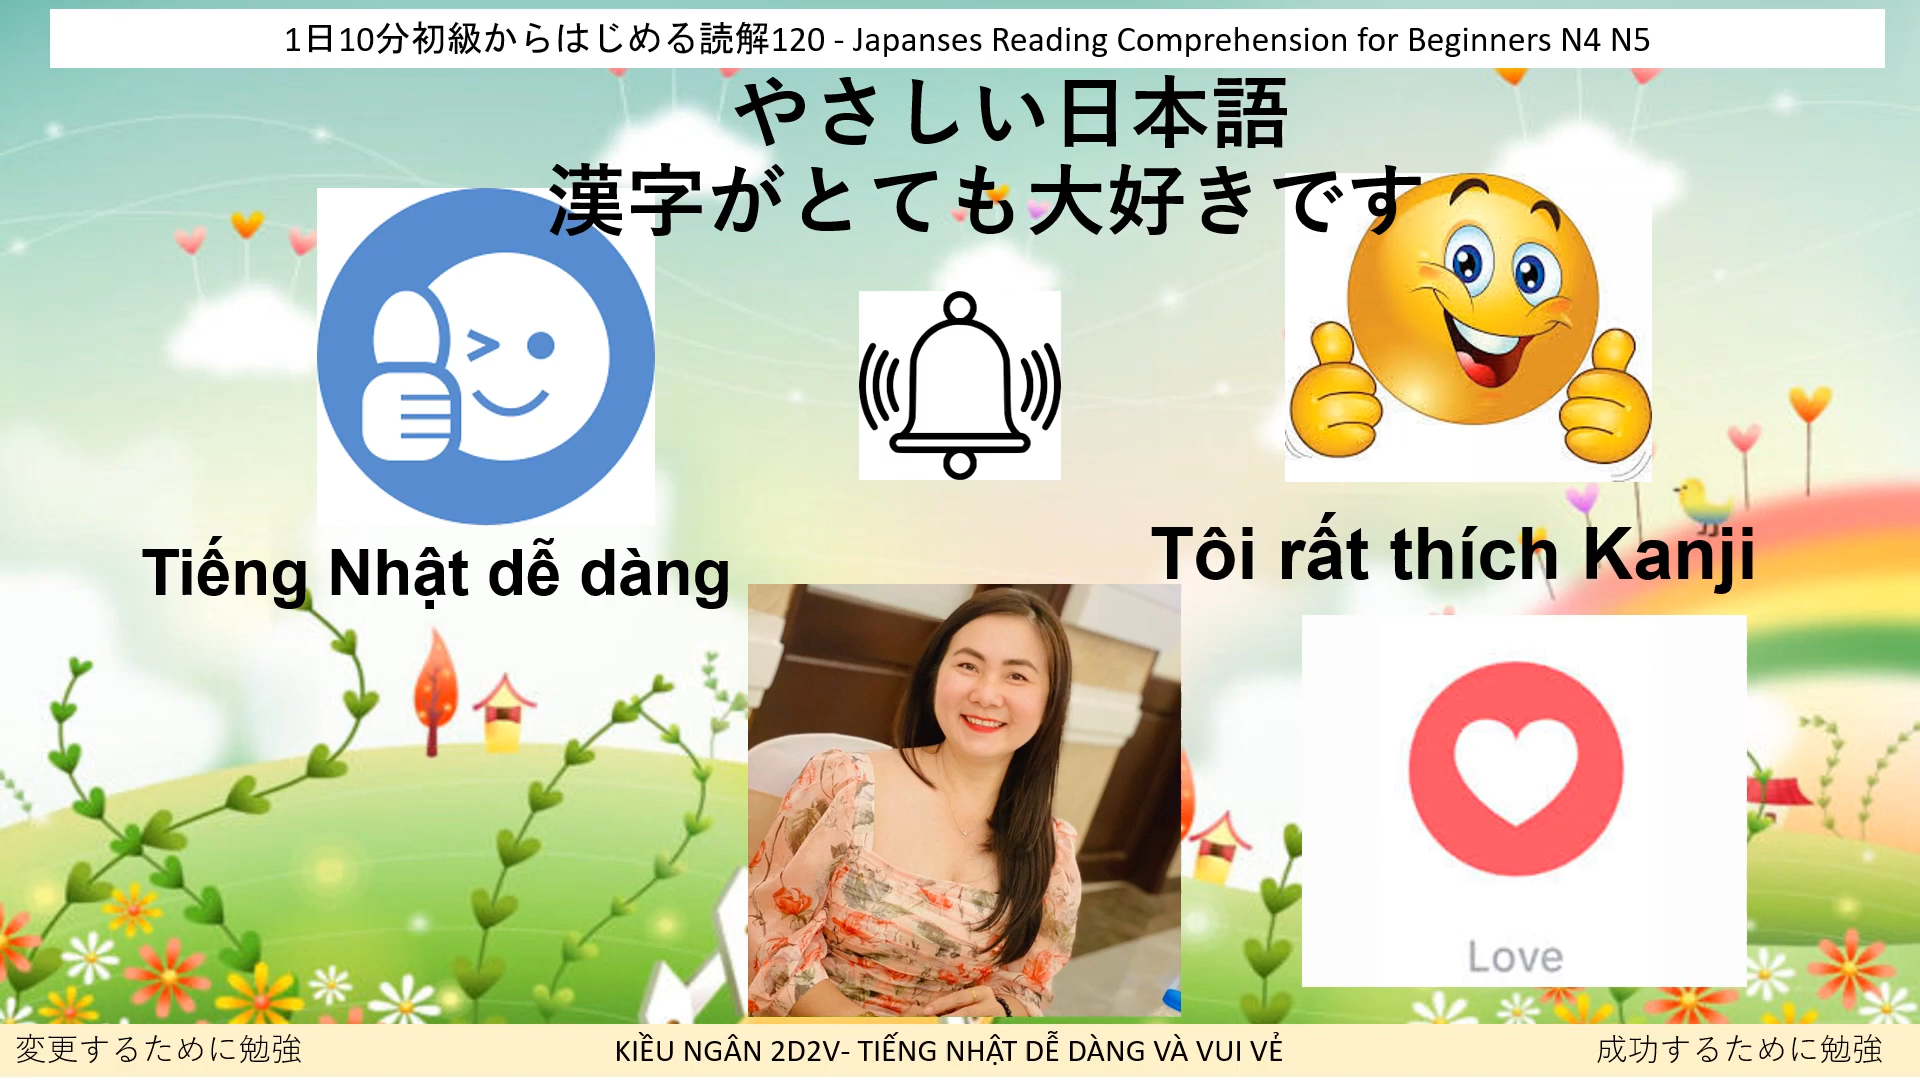 1日10分初級からはじめる読解120 - Japanses Reading Comprehension for Beginners N4 N5
やさしい日本語
漢字がとても大好きです
Tiếng Nhật dễ dàng
Tôi rất thích Kanji
Love
変更するために勉強
KIỀU NGÂN 2D2V- TIẾNG NHẬT DỄ DÀNG VÀ VUI VẺ
成功するために勉強